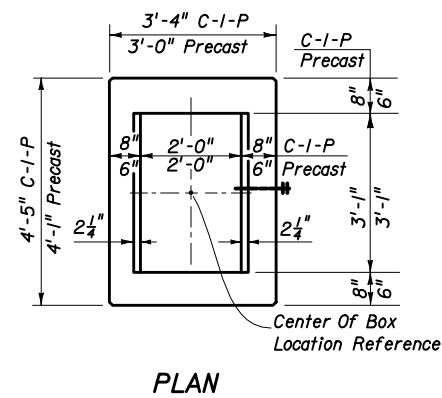 3'-4" C-I-P
3'-0" Precast
C-I-P
Precast
8"
6"
8"
6"
2'-0"
2'-0"
8"
6"
C-I-P
Precast
4'-5" C-I-P
4'-1" Precast
3'-1"
3'-1"
2¼"
2¼"
8"
6"
Center Of Box
Location Reference
PLAN